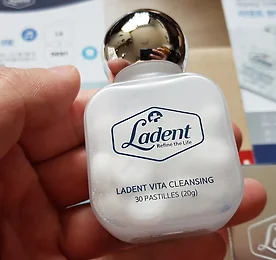 Ladent
Refine the Life
LADENT VITA CLEANSING
30 PASTILLES (20g)